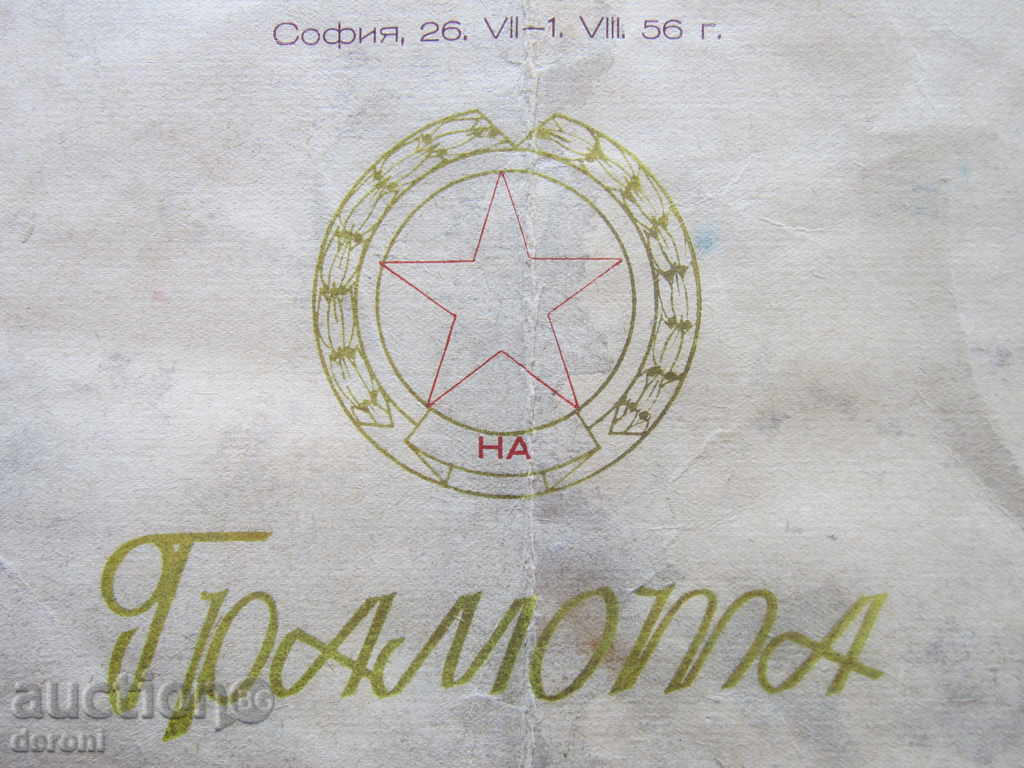 София, 26. VII–1. VIII. 56 г.
НА
Грамота
auction.bg
deroni